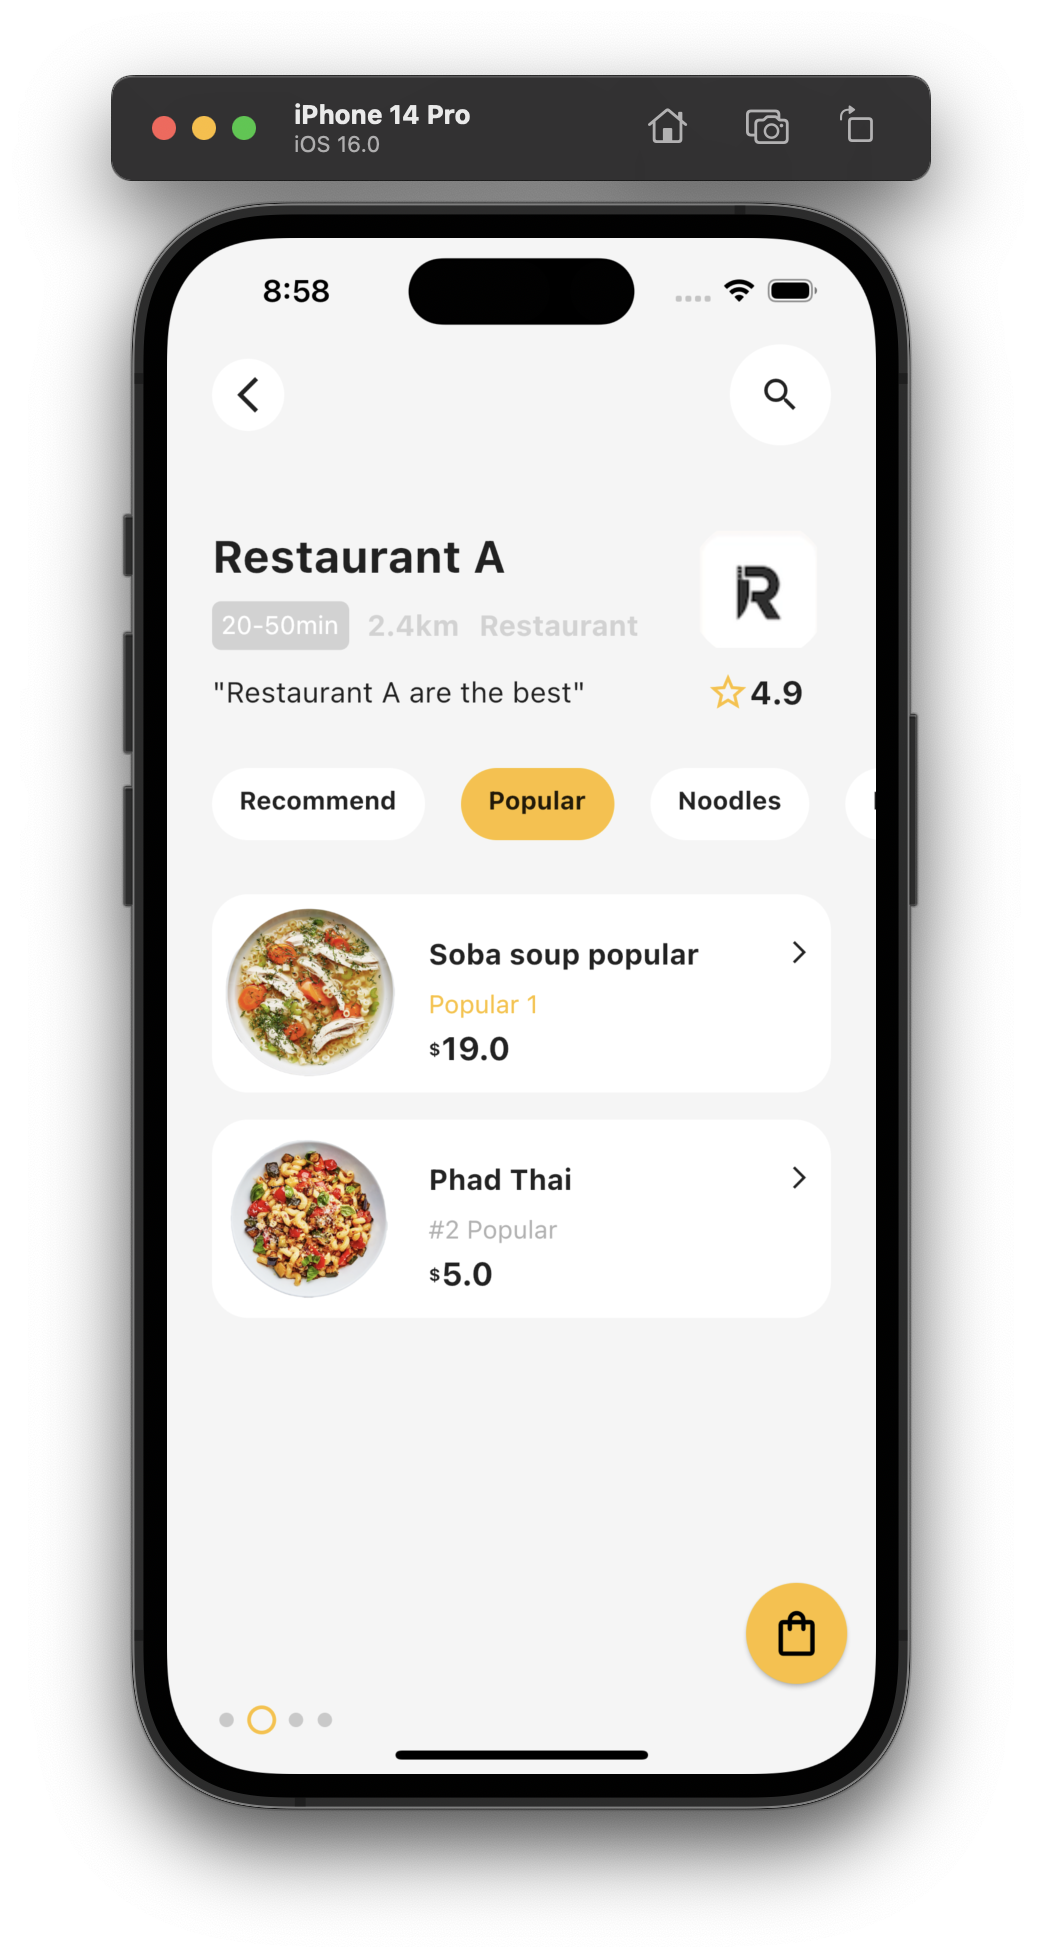 iPhone 14 Pro
iOS 16.0
8:58
Restaurant A
20-50min 2.4km Restaurant
"Restaurant A are the best"
4.9
Recommend Popular Noodles
Soba soup popular
Popular 1
$19.0
Phad Thai
#2 Popular
$5.0